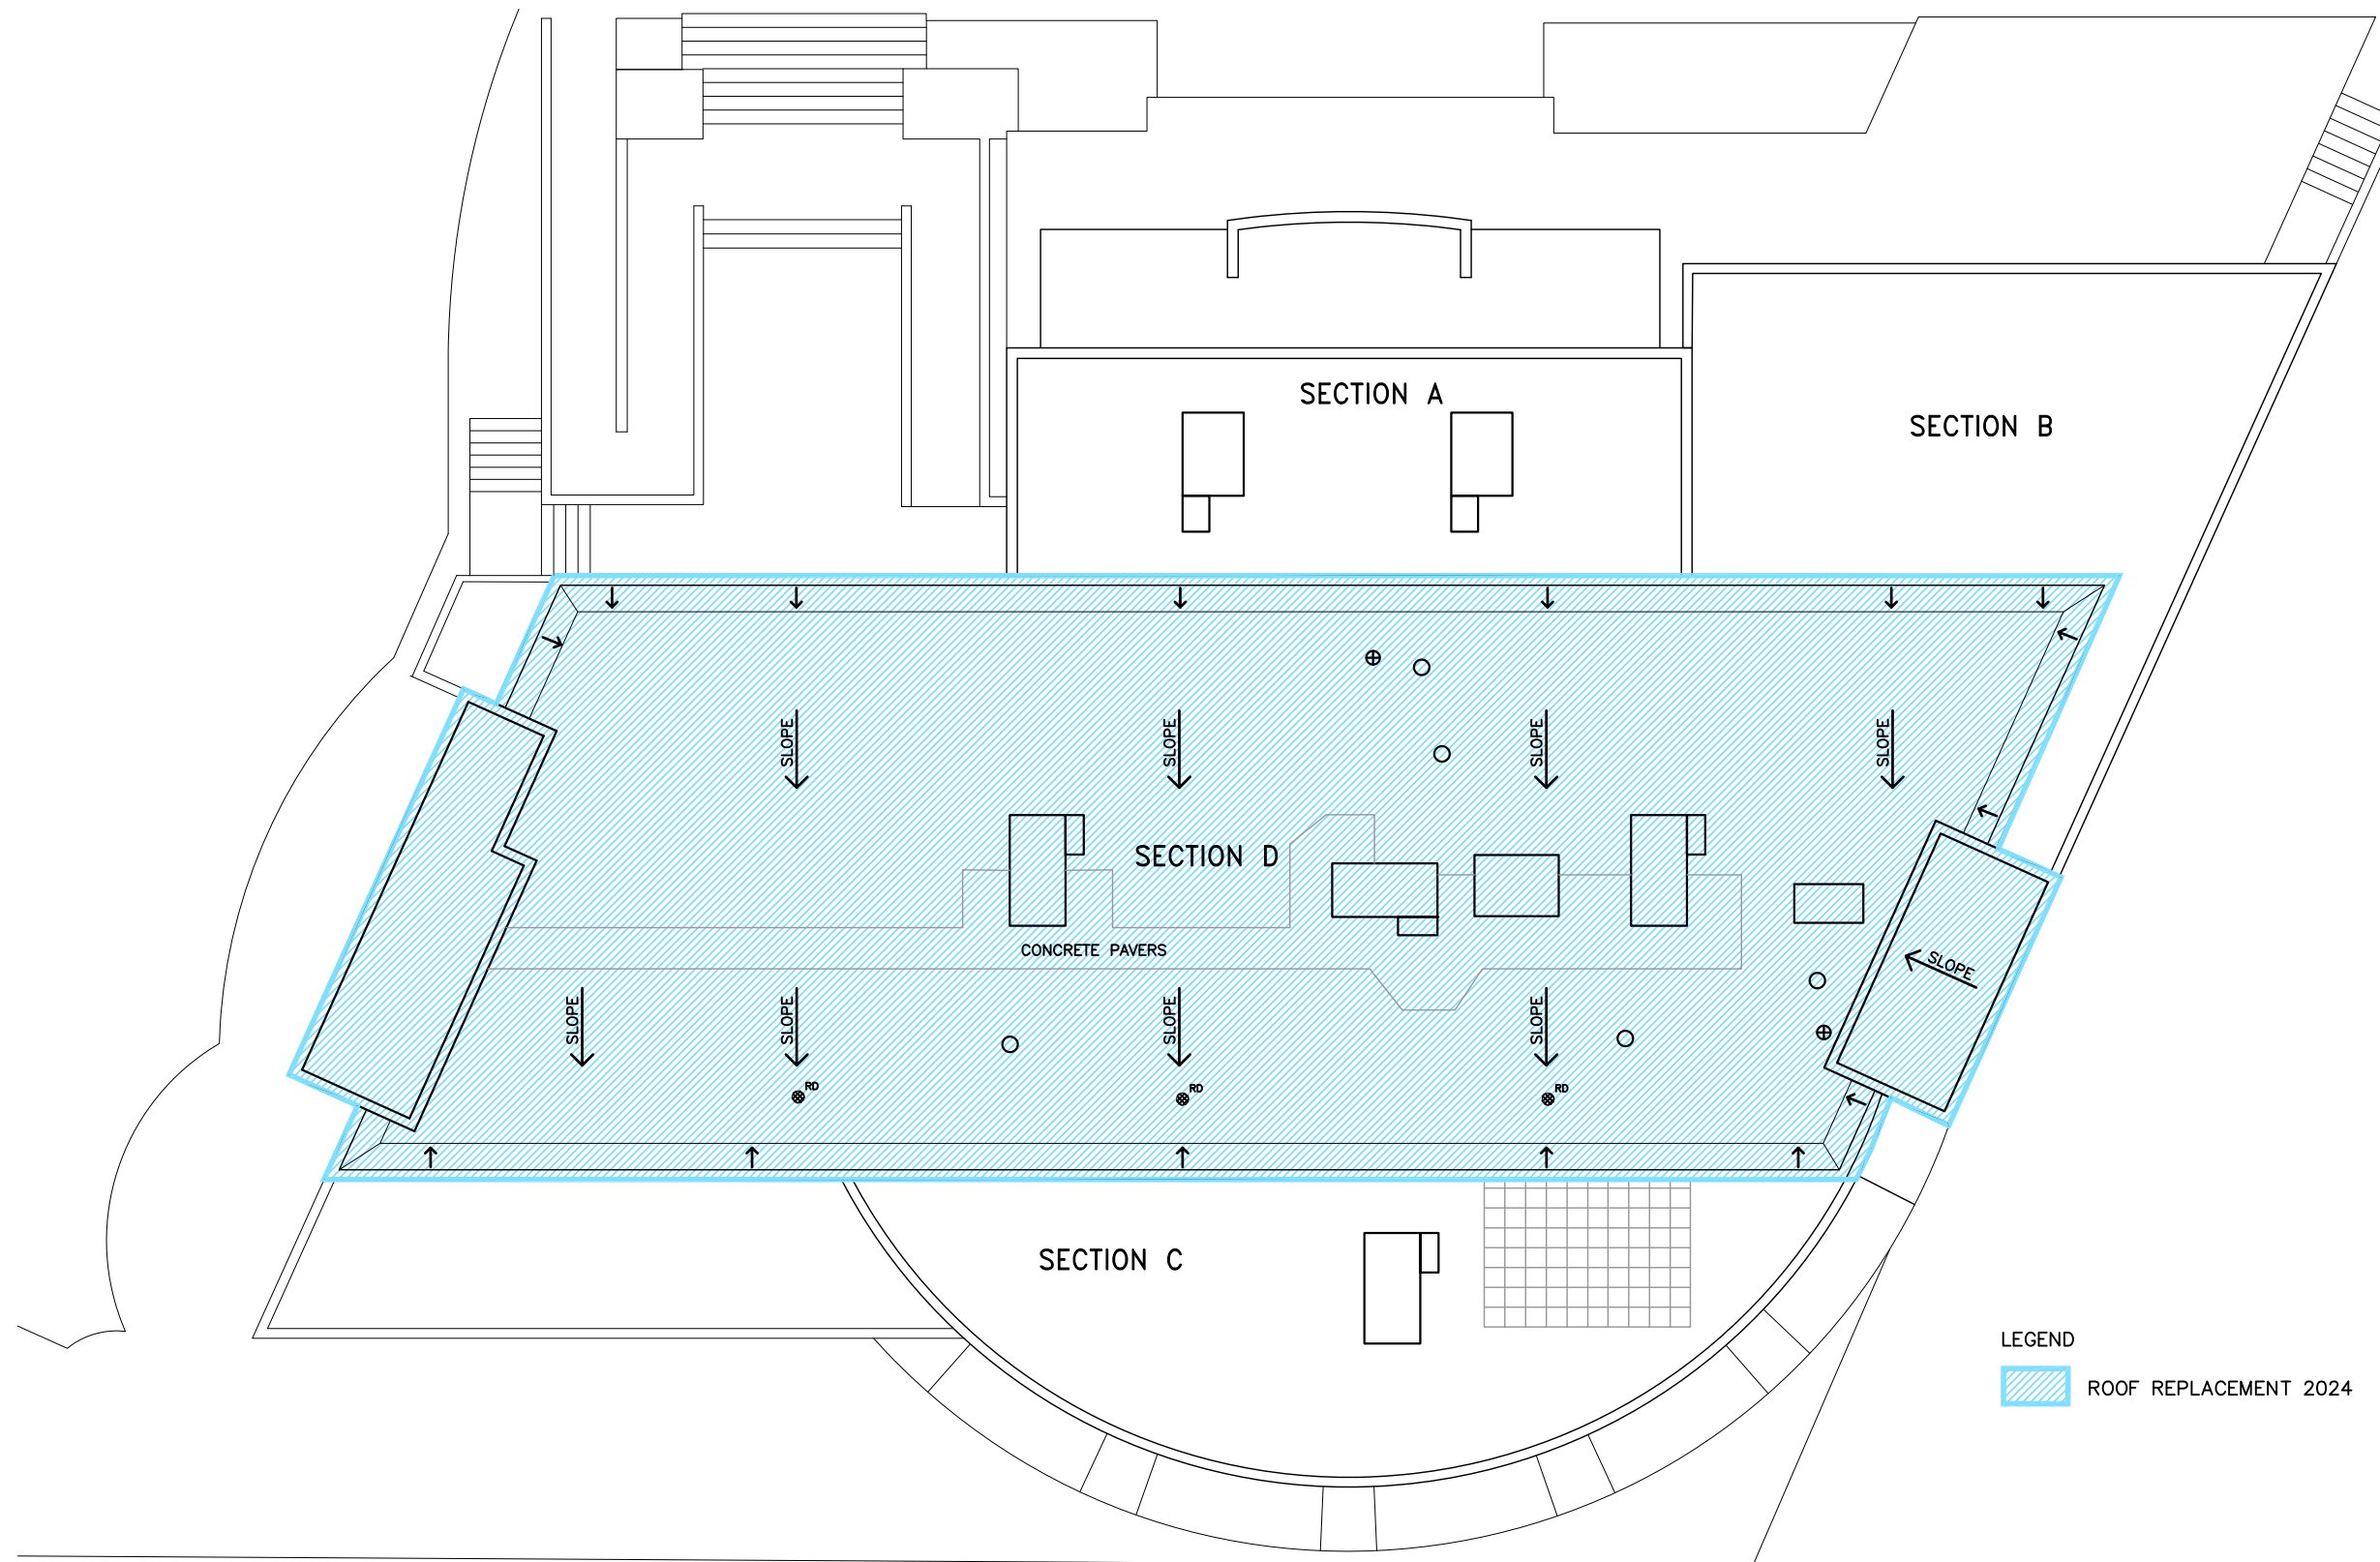 SECTION A
SECTION B
SLOPE
SLOPE
SLOPE
SLOPE
SECTION D
CONCRETE PAVERS
SLOPE
SLOPE
SLOPE
SLOPE
SLOPE
RD
RD
RD
SECTION C
LEGEND
ROOF REPLACEMENT 2024